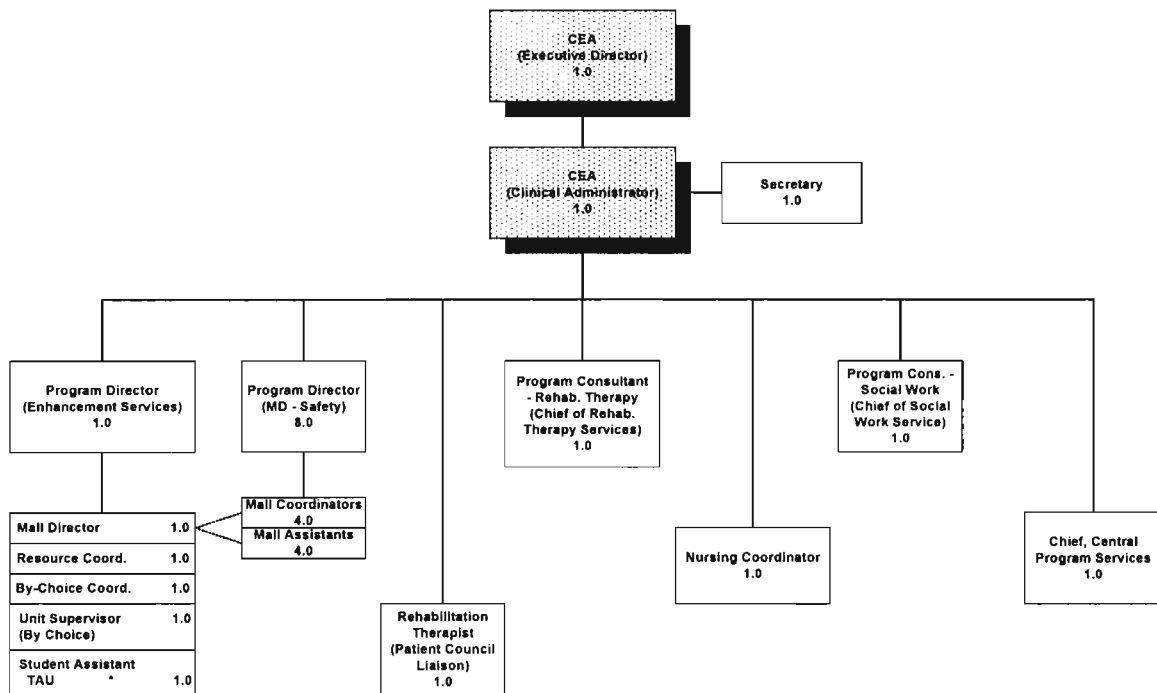 CEA
(Executive Director)
1.0
CEA
(Clinical Administrator)
1.0
Secretary
1.0
Program Director
(Enhancement Services)
1.0
Program Director
(MD - Safety)
8.0
Program Consultant
- Rehab. Therapy
(Chief of Rehab.
Therapy Services)
1.0
Program Cons. -
Social Work
(Chief of Social
Work Service)
1.0
Mall Director 1.0
Resource Coord. 1.0
By-Choice Coord. 1.0
Unit Supervisor 1.0
(By Choice)
Student Assistant
TAU * 1.0
Mall Coordinators
4.0
Mall Assistants
4.0
Rehabilitation
Therapist
(Patient Council
Liaison)
1.0
Nursing Coordinator
1.0
Chief, Central
Program Services
1.0